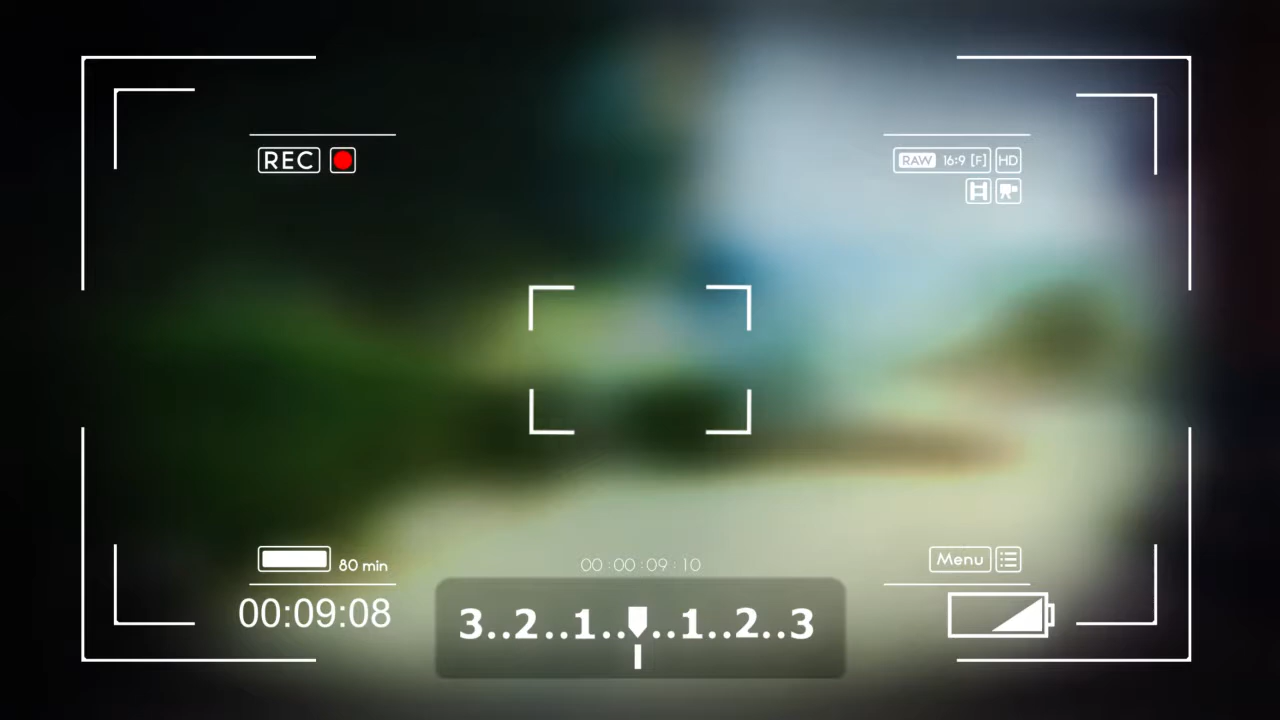 REC
RAW 16:9 [F] HD
80 min
00:00:09:10
Menu
00:09:08
3..2..1....1..2..3